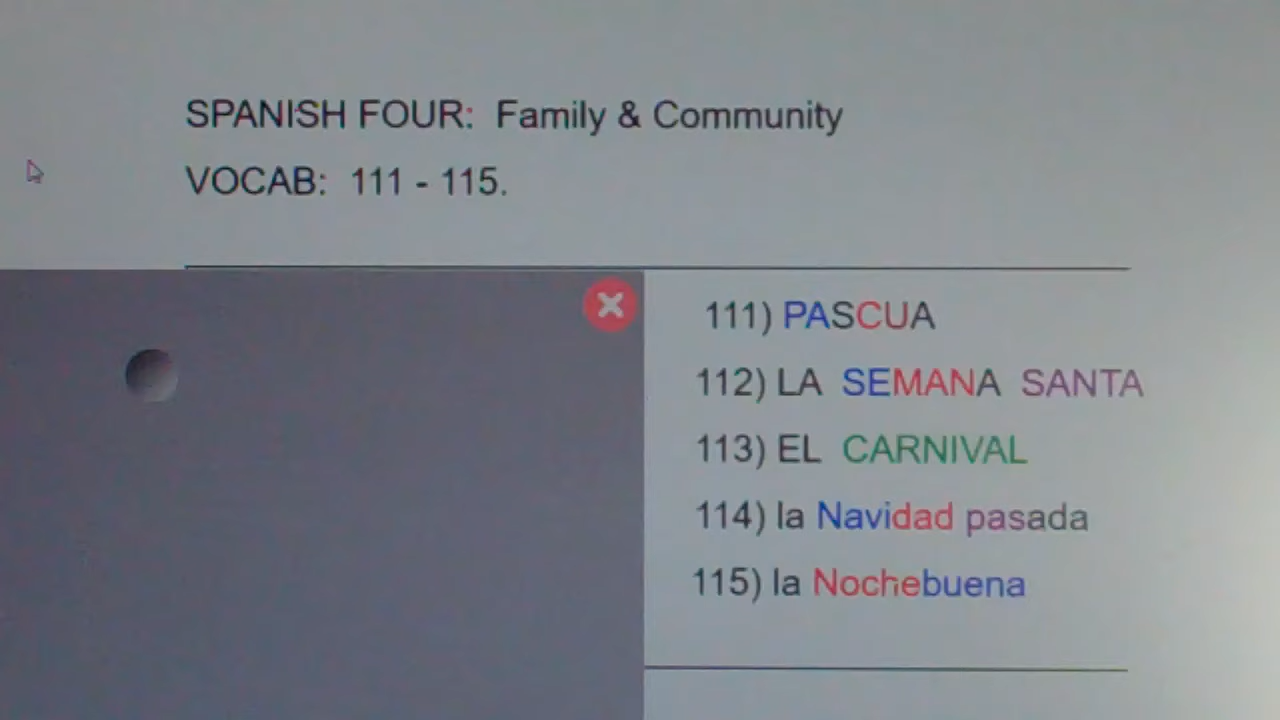 SPANISH FOUR:  Family & Community
VOCAB:  111 - 115.
111) PASCUA
112) LA  SEMANA  SANTA
113) EL  CARNIVAL
114) la Navidad pasada
115) la Nochebuena